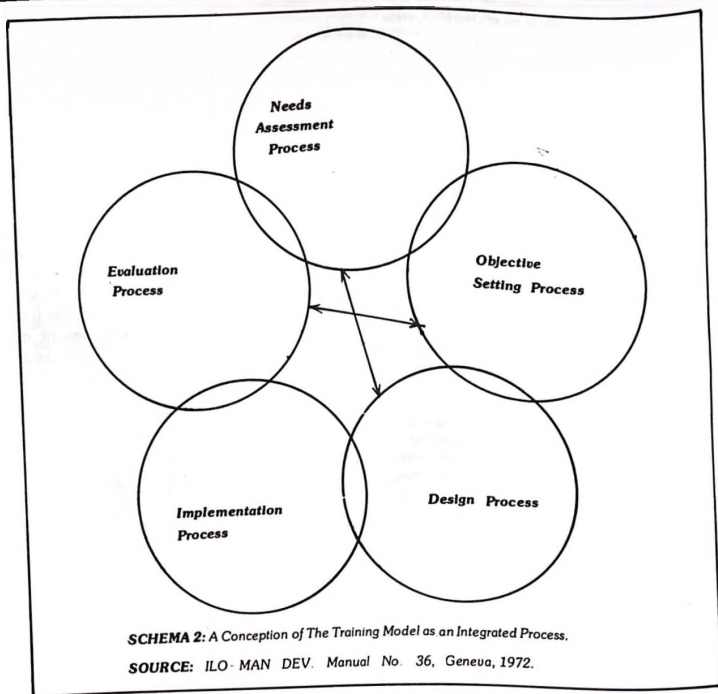 Needs
Assessment
Process
Evaluation
Process
Objective
Setting Process
Implementation
Process
Design Process
SCHEMA 2: A Conception of The Training Model as an Integrated Process.
SOURCE: ILO- MAN DEV. Manual No. 36, Geneva, 1972.